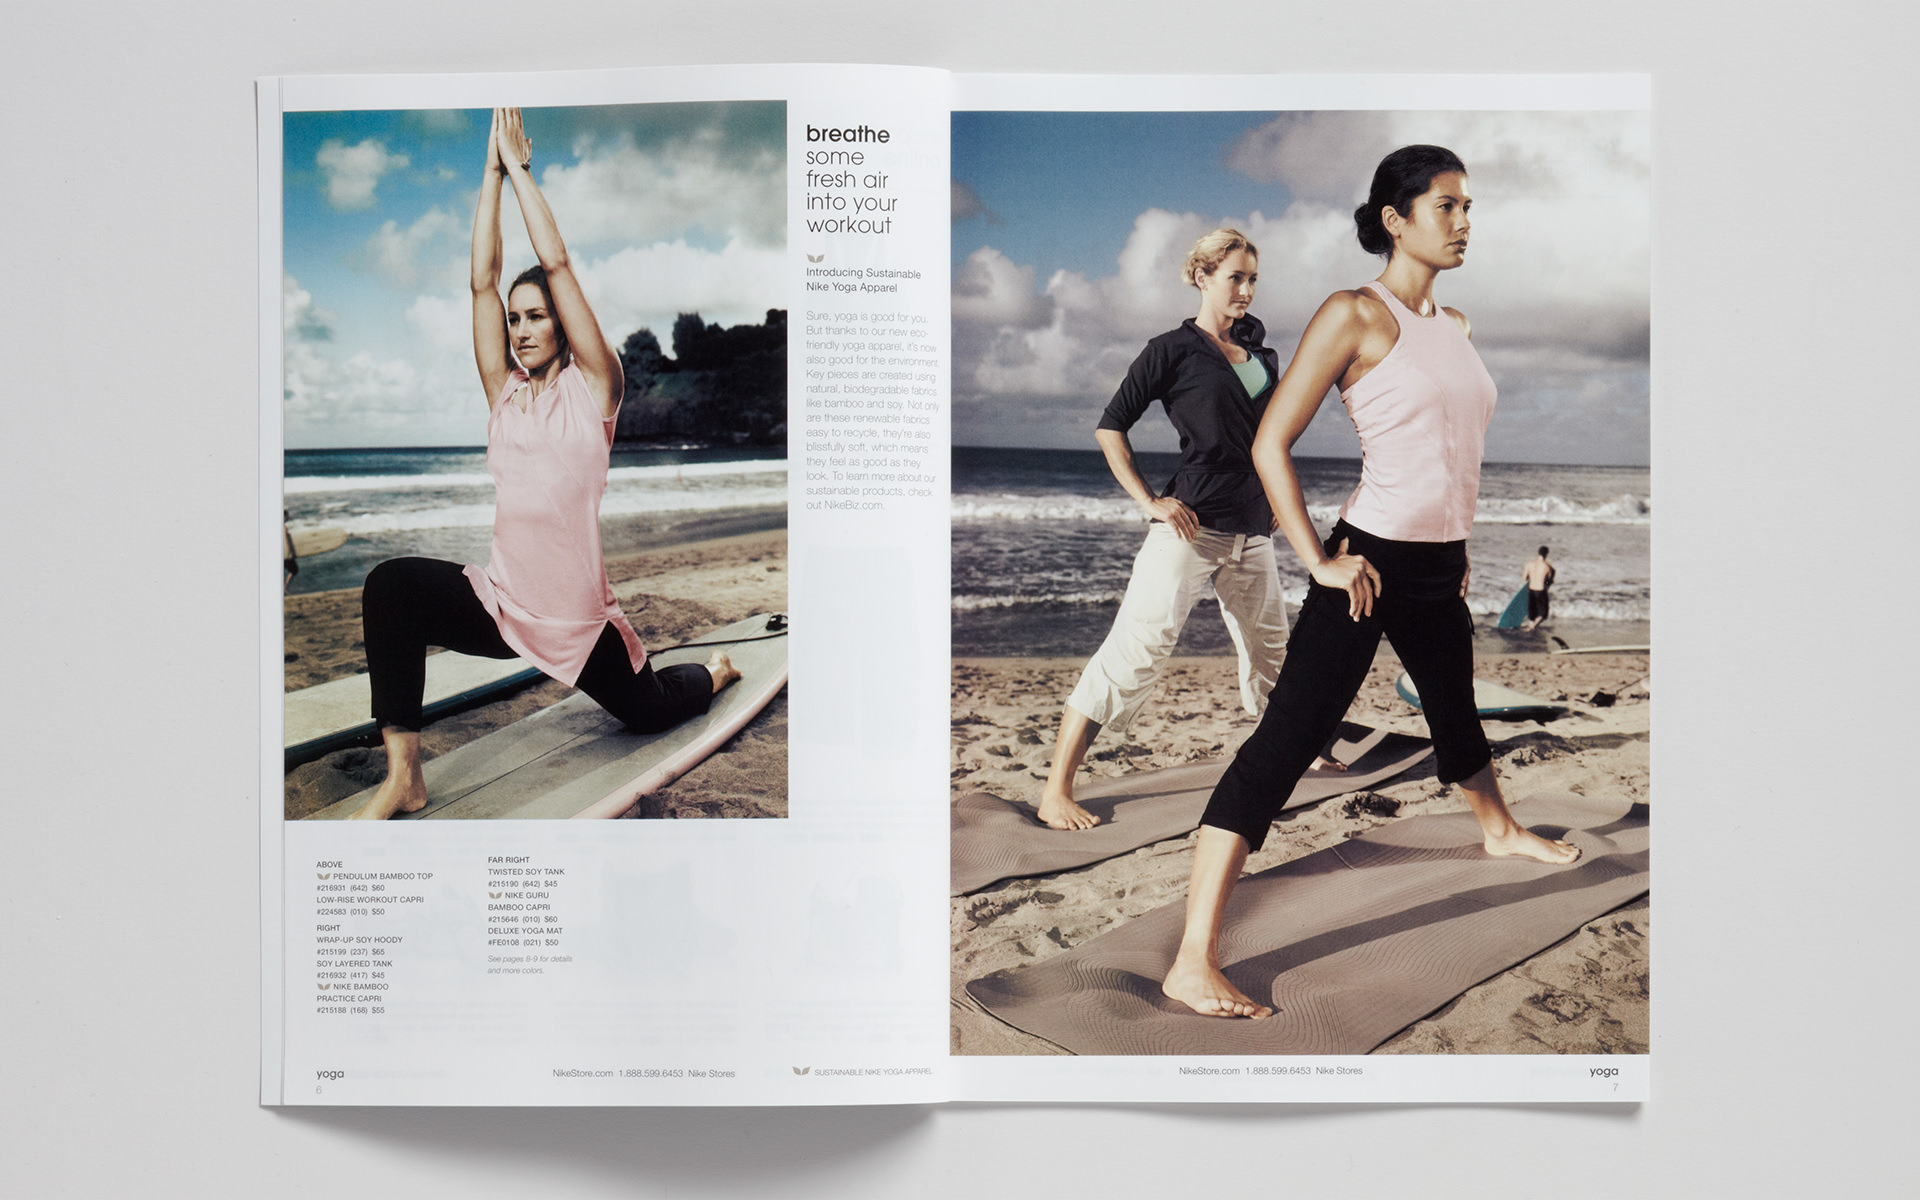 breathe
some
fresh air
into your
workout
Introducing Sustainable
Nike Yoga Apparel
Sure, yoga is good for you.
But thanks to our new eco-
friendly yoga apparel, it's now
also good for the environment.
Key pieces are created using
natural, biodegradable fabrics
like bamboo and soy. Not only
are these renewable fabrics
easy to recycle, they're also
blissfully soft, which means
they feel as good as they
look. To learn more about our
sustainable products, check
out NikeBiz.com.
ABOVE
PENDULUM BAMBOO TOP
#216931 (642) $60
LOW-RISE WORKOUT CAPRI
#224583 (010) $50
RIGHT
WRAP-UP SOY HOODY
#215199 (237) $65
SOY LAYERED TANK
#216932 (417) $45
NIKE BAMBOO
PRACTICE CAPRI
#215188 (168) $55
FAR RIGHT
TWISTED SOY TANK
#215190 (642) $45
NIKE GURU
BAMBOO CAPRI
#215646 (010) $60
DELUXE YOGA MAT
#FE0108 (021) $50
See pages 8-9 for details
and more colors.
yoga
6
NikeStore.com 1.888.599.6453 Nike Stores
SUSTAINABLE NIKE YOGA APPAREL
NikeStore.com 1.888.599.6453 Nike Stores
yoga
7